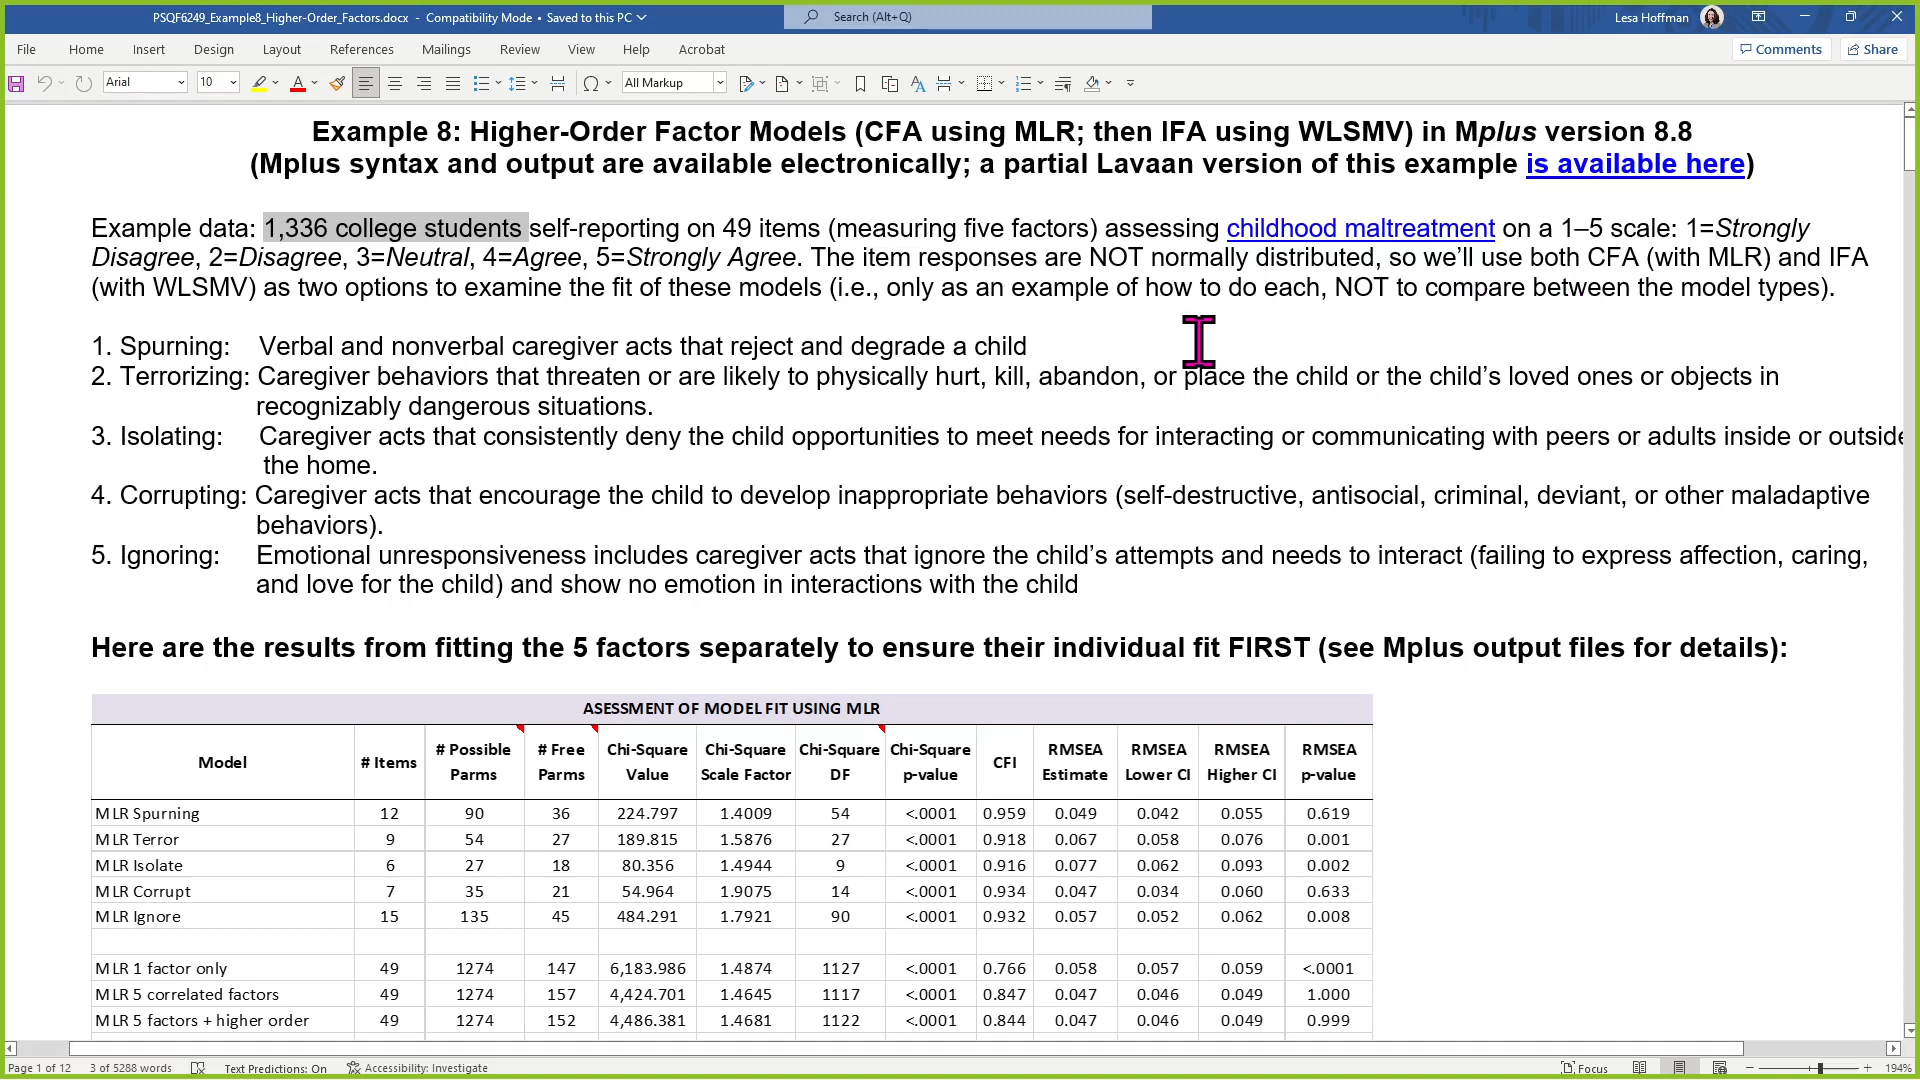 PSQF6249_Example8_Higher-Order_Factors.docx - Compatibility Mode • Saved to this PC
Search (Alt+Q)
Lesa Hoffman
File Home Insert Design Layout References Mailings Review View Help Acrobat
Comments Share
Arial 10 All Markup
Example 8: Higher-Order Factor Models (CFA using MLR; then IFA using WLSMV) in Mplus version 8.8
(Mplus syntax and output are available electronically; a partial Lavaan version of this example is available here)
Example data: 1,336 college students self-reporting on 49 items (measuring five factors) assessing childhood maltreatment on a 1–5 scale: 1=Strongly
Disagree, 2=Disagree, 3=Neutral, 4=Agree, 5=Strongly Agree. The item responses are NOT normally distributed, so we’ll use both CFA (with MLR) and IFA
(with WLSMV) as two options to examine the fit of these models (i.e., only as an example of how to do each, NOT to compare between the model types).
1. Spurning: Verbal and nonverbal caregiver acts that reject and degrade a child
2. Terrorizing: Caregiver behaviors that threaten or are likely to physically hurt, kill, abandon, or place the child or the child’s loved ones or objects in
recognizably dangerous situations.
3. Isolating: Caregiver acts that consistently deny the child opportunities to meet needs for interacting or communicating with peers or adults inside or outside
the home.
4. Corrupting: Caregiver acts that encourage the child to develop inappropriate behaviors (self-destructive, antisocial, criminal, deviant, or other maladaptive
behaviors).
5. Ignoring: Emotional unresponsiveness includes caregiver acts that ignore the child’s attempts and needs to interact (failing to express affection, caring,
and love for the child) and show no emotion in interactions with the child
Here are the results from fitting the 5 factors separately to ensure their individual fit FIRST (see Mplus output files for details):
ASESSMENT OF MODEL FIT USING MLR
Model # Items # Possible Parms # Free Parms Chi-Square Value Chi-Square Scale Factor Chi-Square DF Chi-Square p-value CFI RMSEA Estimate RMSEA Lower CI RMSEA Higher CI RMSEA p-value
MLR Spurning 12 90 36 224.797 1.4009 54 <.0001 0.959 0.049 0.042 0.055 0.619
MLR Terror 9 54 27 189.815 1.5876 27 <.0001 0.918 0.067 0.058 0.076 0.001
MLR Isolate 6 27 18 80.356 1.4944 9 <.0001 0.916 0.077 0.062 0.093 0.002
MLR Corrupt 7 35 21 54.964 1.9075 14 <.0001 0.934 0.047 0.034 0.060 0.633
MLR Ignore 15 135 45 484.291 1.7921 90 <.0001 0.932 0.057 0.052 0.062 0.008
MLR 1 factor only 49 1274 147 6,183.986 1.4874 1127 <.0001 0.766 0.058 0.057 0.059 <.0001
MLR 5 correlated factors 49 1274 157 4,424.701 1.4645 1117 <.0001 0.847 0.047 0.046 0.049 1.000
MLR 5 factors + higher order 49 1274 152 4,486.381 1.4681 1122 <.0001 0.844 0.047 0.046 0.049 0.999
Page 1 of 12 3 of 5288 words Text Predictions: On Accessibility: Investigate Focus 194%